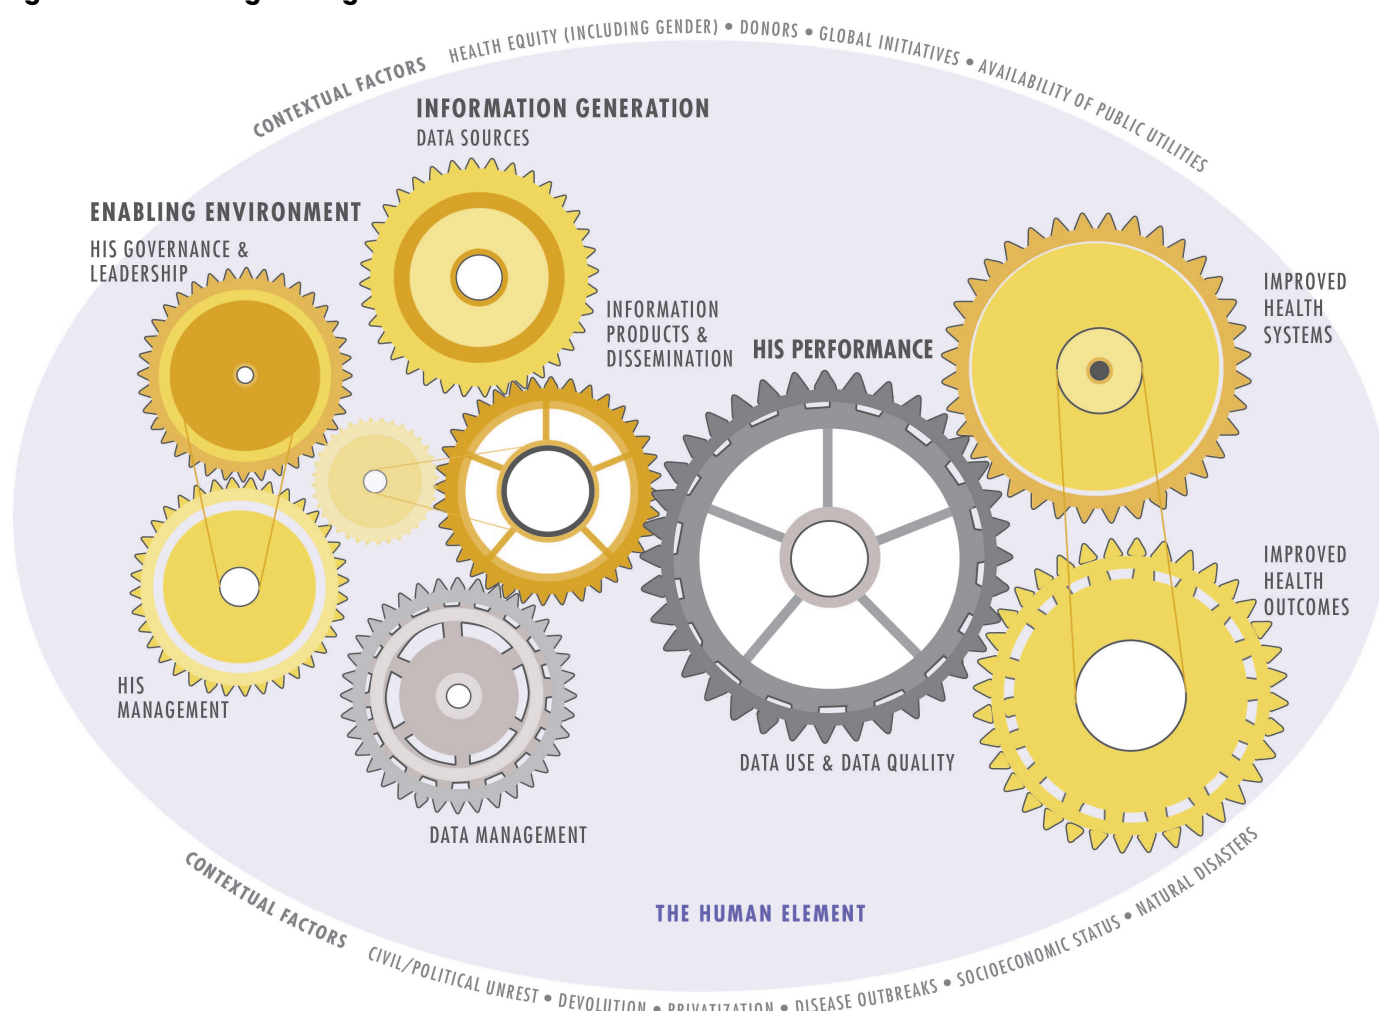 CONTEXTUAL FACTORS HEALTH EQUITY (INCLUDING GENDER) • DONORS • GLOBAL INITIATIVES • AVAILABILITY OF PUBLIC UTILITIES
INFORMATION GENERATION
DATA SOURCES
ENABLING ENVIRONMENT
HIS GOVERNANCE &
LEADERSHIP
INFORMATION
PRODUCTS &
DISSEMINATION
HIS PERFORMANCE
IMPROVED
HEALTH
SYSTEMS
IMPROVED
HEALTH
OUTCOMES
HIS
MANAGEMENT
DATA USE & DATA QUALITY
DATA MANAGEMENT
THE HUMAN ELEMENT
CONTEXTUAL FACTORS CIVIL/POLITICAL UNREST • DEVOLUTION • PRIVATIZATION • DISEASE OUTBREAKS • SOCIOECONOMIC STATUS • NATURAL DISASTERS